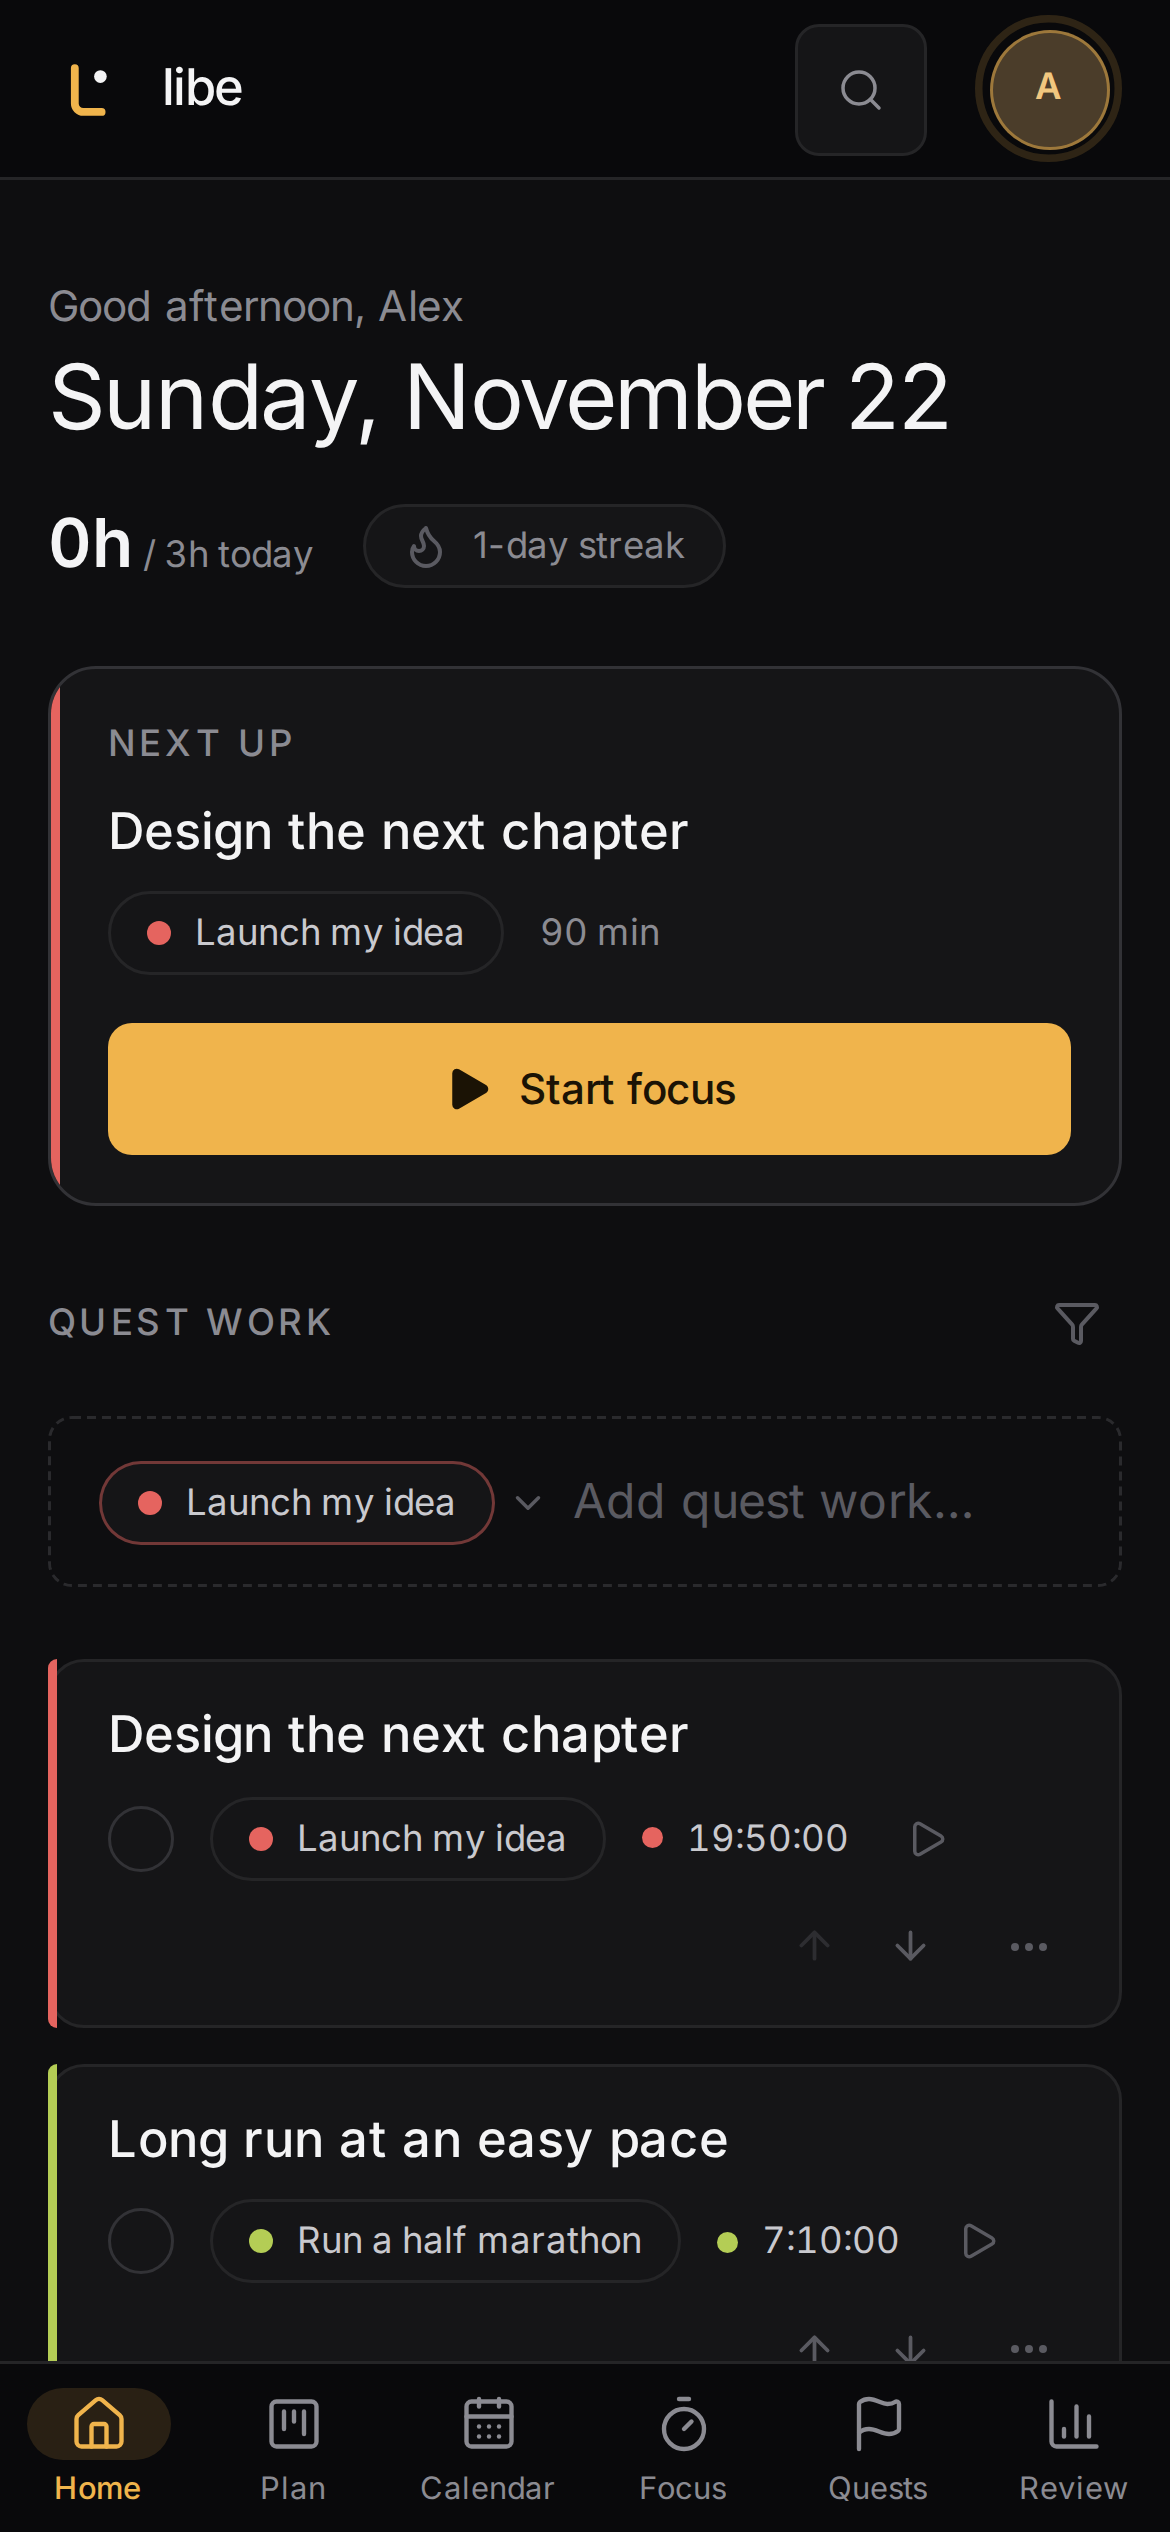 libe
A
Good afternoon, Alex
Sunday, November 22
0h / 3h today
1-day streak
NEXT UP
Design the next chapter
Launch my idea
90 min
Start focus
QUEST WORK
Launch my idea
Add quest work...
Design the next chapter
Launch my idea
19:50:00
Long run at an easy pace
Run a half marathon
7:10:00
Home
Plan
Calendar
Focus
Quests
Review